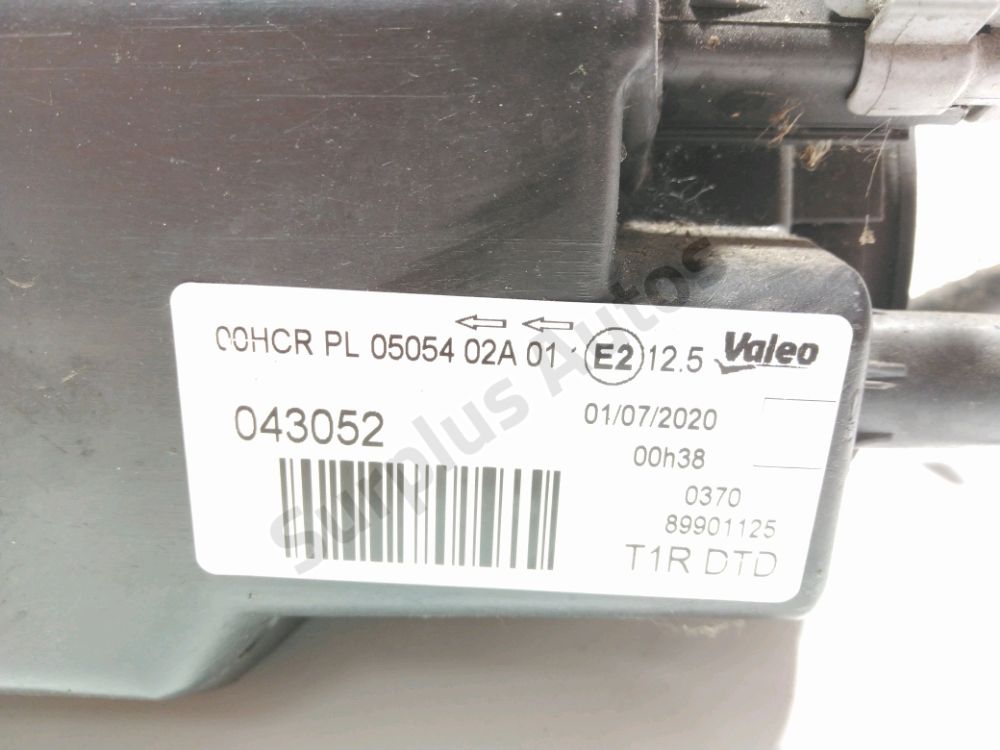 00HCR PL 05054 02A 01 E2 12.5 Valeo
043052
01/07/2020
00h38
0370
89901125
T1R DTD
Surplus Autos